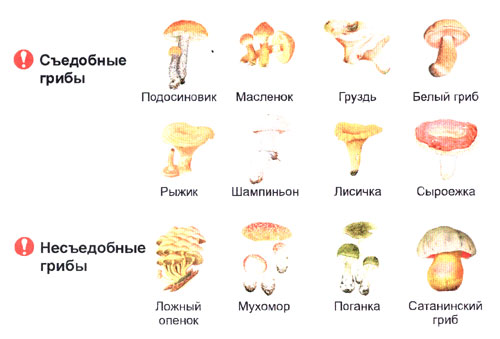 Съедобные
грибы
Подосиновик Масленок Груздь Белый гриб
Рыжик Шампиньон Лисичка Сыроежка
Несъедобные
грибы
Ложный опенок Мухомор Поганка Сатанинский гриб